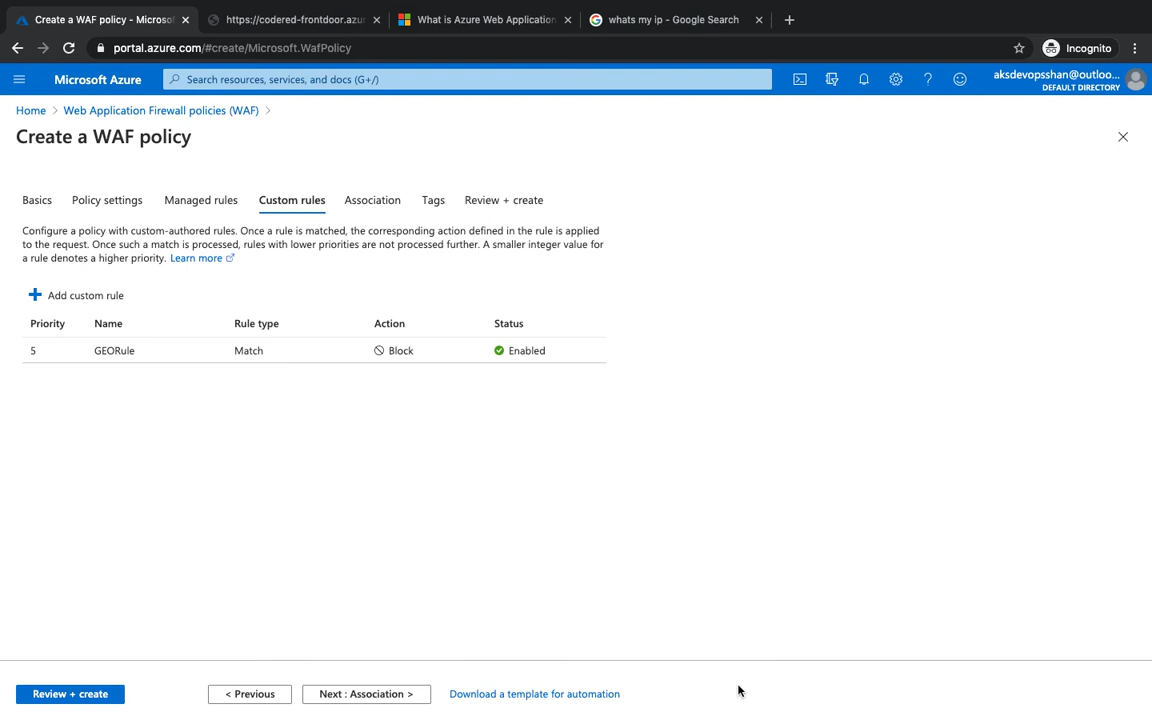 Create a WAF policy - Microsof
https://codered-frontdoor.azur
What is Azure Web Application
whats my ip - Google Search
portal.azure.com/#create/Microsoft.WafPolicy
Incognito
Microsoft Azure
Search resources, services, and docs (G+/)
aksdevopsshan@outloo...
DEFAULT DIRECTORY
Home > Web Application Firewall policies (WAF) >
Create a WAF policy
Basics Policy settings Managed rules Custom rules Association Tags Review + create
Configure a policy with custom-authored rules. Once a rule is matched, the corresponding action defined in the rule is applied
to the request. Once such a match is processed, rules with lower priorities are not processed further. A smaller integer value for
a rule denotes a higher priority. Learn more
Add custom rule
Priority Name Rule type Action Status
5 GEORule Match Block Enabled
Review + create < Previous Next : Association > Download a template for automation